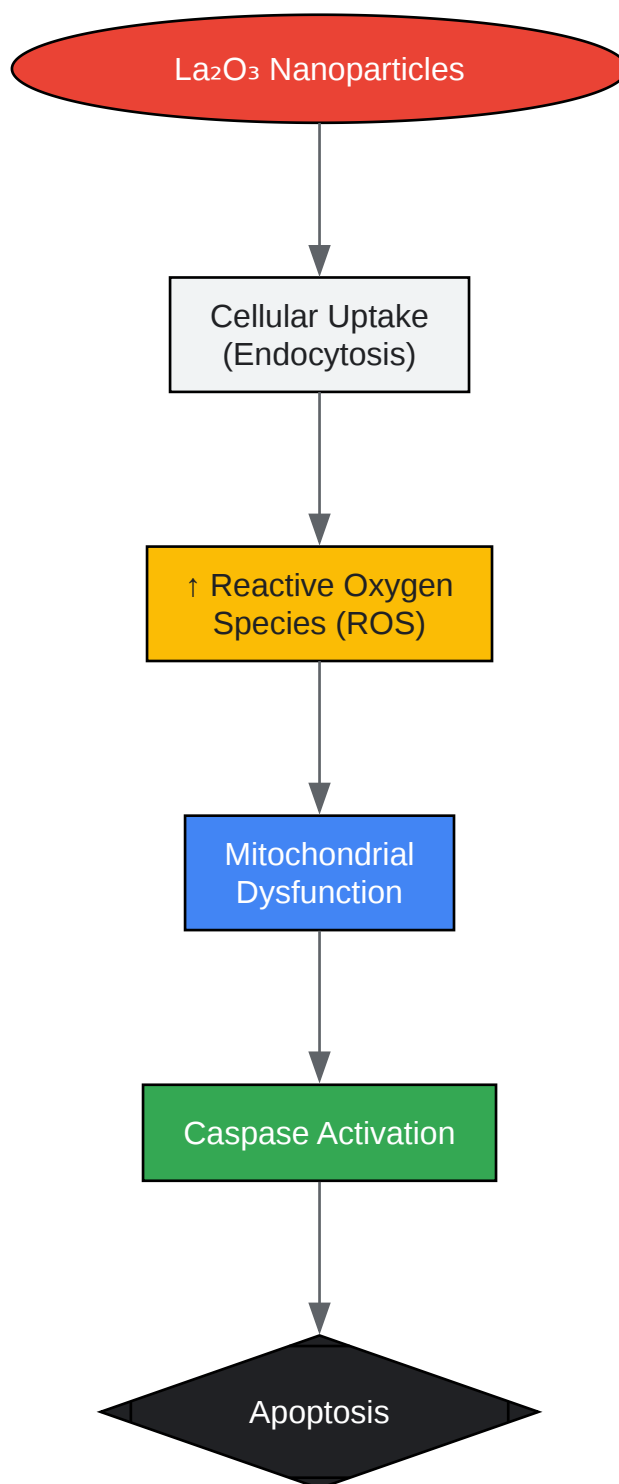 La₂O₃ Nanoparticles
Cellular Uptake
(Endocytosis)
↑ Reactive Oxygen
Species (ROS)
Mitochondrial
Dysfunction
Caspase Activation
Apoptosis